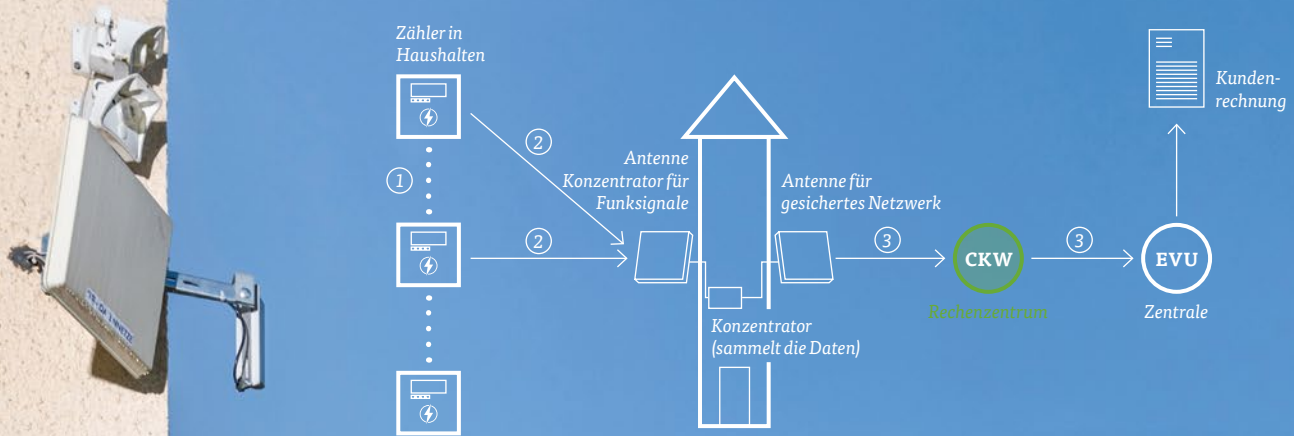 Zähler in
Haushalten
1
2
2
Antenne
Konzentrator für
Funksignale
Antenne für
gesichertes Netzwerk
Konzentrator
(sammelt die Daten)
3
CKW
Rechenzentrum
3
EVU
Zentrale
Kunden-
rechnung